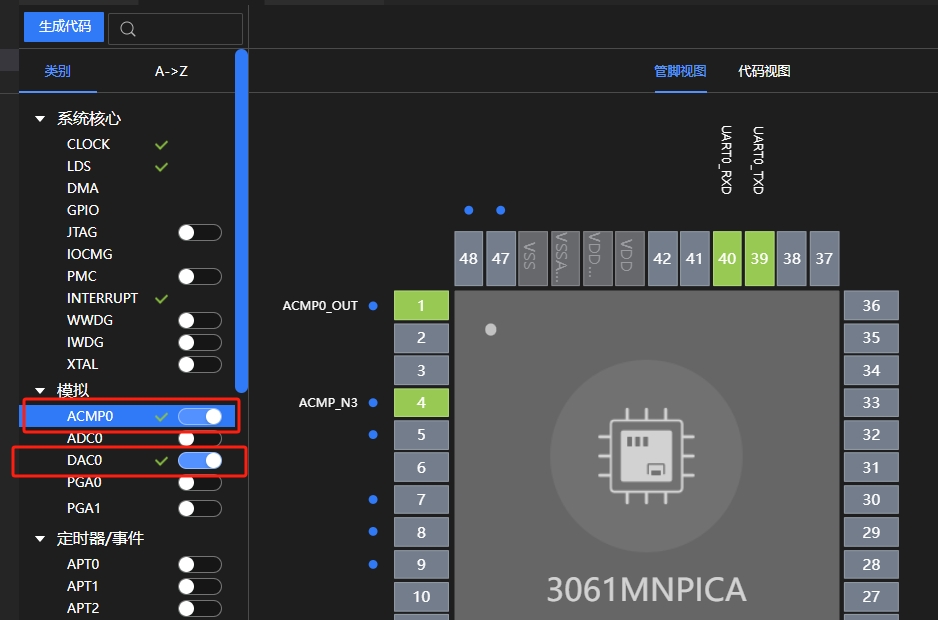 生成代码
类别 A->Z 管脚视图 代码视图
系统核心
CLOCK
LDS
DMA
GPIO
JTAG
IOCMG
PMC
INTERRUPT
WWDG
IWDG
XTAL
模拟
ACMP0
ADC0
DAC0
PGA0
PGA1
定时器/事件
APT0
APT1
APT2
UART0_RXD
UART0_TXD
48 47 VSS VSSA... VDD... VDD 42 41 40 39 38 37
ACMP0_OUT 1
2
3
ACMP_N3 4
5
6
7
8
9
10
36
35
34
33
32
31
30
29
28
27
3061MNPICA